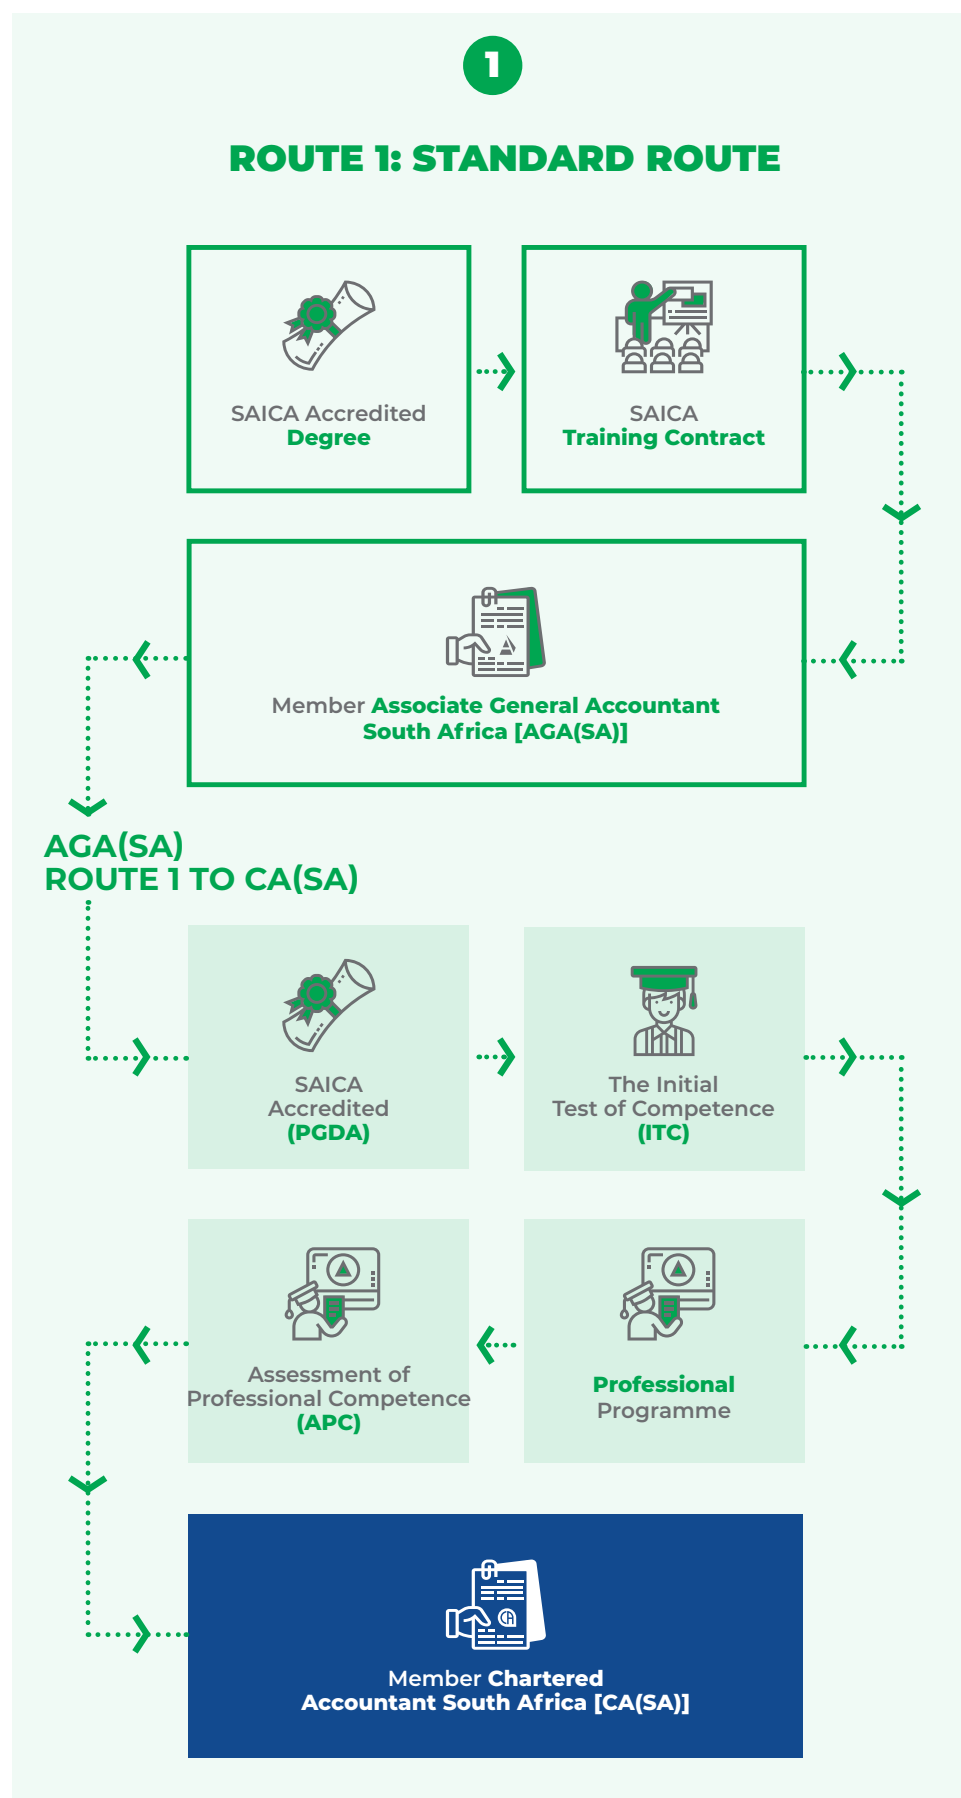 1
ROUTE 1: STANDARD ROUTE
SAICA Accredited
Degree
SAICA
Training Contract
Member Associate General Accountant
South Africa [AGA(SA)]
AGA(SA)
ROUTE 1 TO CA(SA)
SAICA
Accredited
(PGDA)
The Initial
Test of Competence
(ITC)
Assessment of
Professional Competence
(APC)
Professional
Programme
Member Chartered
Accountant South Africa [CA(SA)]